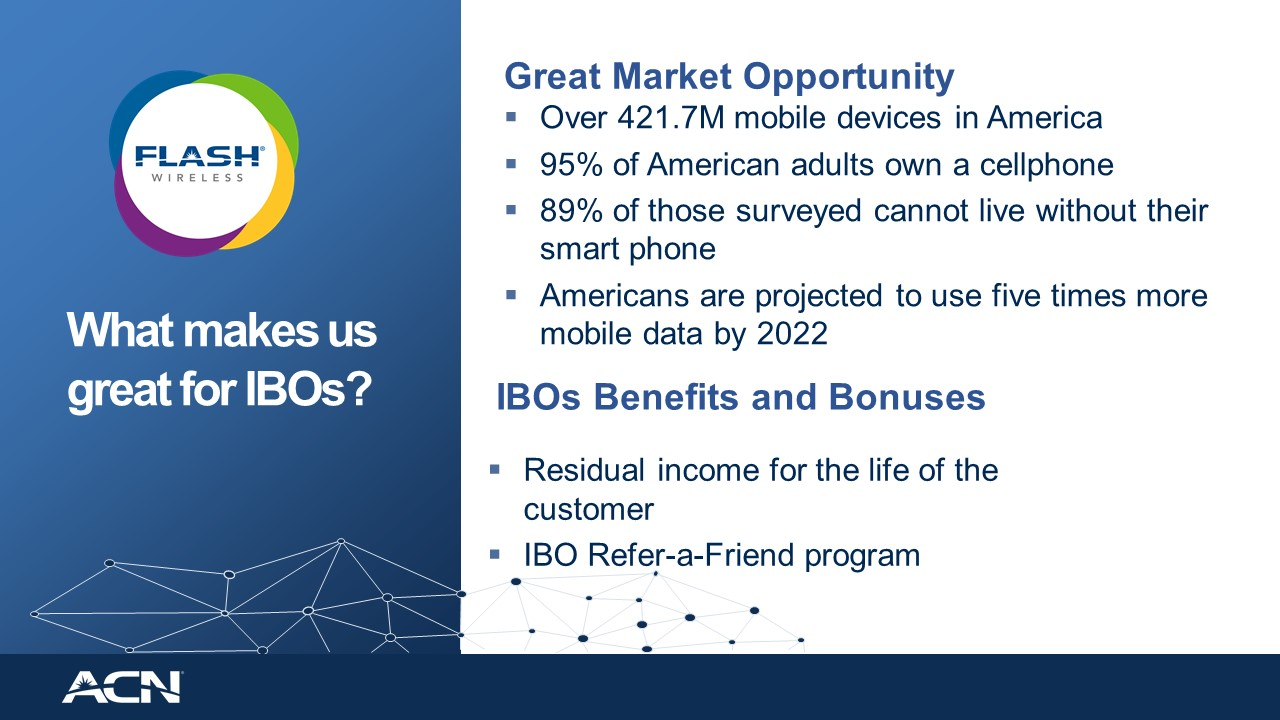 FLASH®
WIRELESS
What makes us
great for IBOs?
Great Market Opportunity
▪ Over 421.7M mobile devices in America
▪ 95% of American adults own a cellphone
▪ 89% of those surveyed cannot live without their
smart phone
▪ Americans are projected to use five times more
mobile data by 2022
IBOs Benefits and Bonuses
▪ Residual income for the life of the
customer
▪ IBO Refer-a-Friend program
ACN